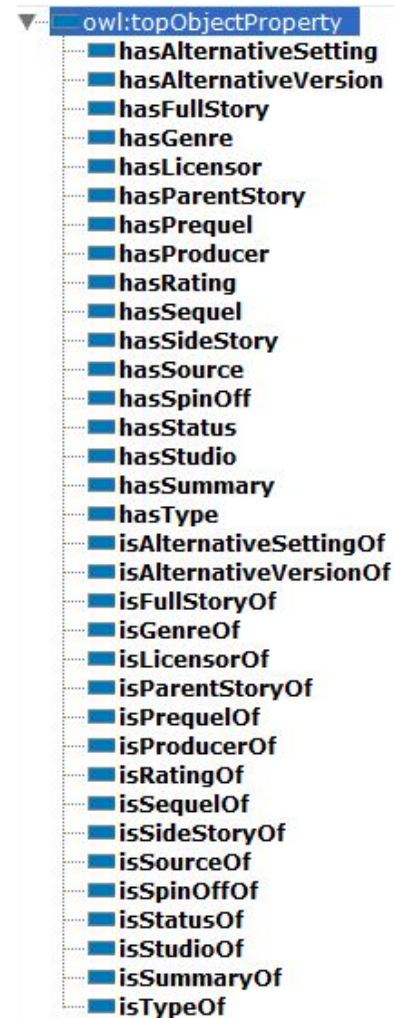 owl:topObjectProperty
hasAlternativeSetting
hasAlternativeVersion
hasFullStory
hasGenre
hasLicensor
hasParentStory
hasPrequel
hasProducer
hasRating
hasSequel
hasSideStory
hasSource
hasSpinOff
hasStatus
hasStudio
hasSummary
hasType
isAlternativeSettingOf
isAlternativeVersionOf
isFullStoryOf
isGenreOf
isLicensorOf
isParentStoryOf
isPrequelOf
isProducerOf
isRatingOf
isSequelOf
isSideStoryOf
isSourceOf
isSpinOffOf
isStatusOf
isStudioOf
isSummaryOf
isTypeOf